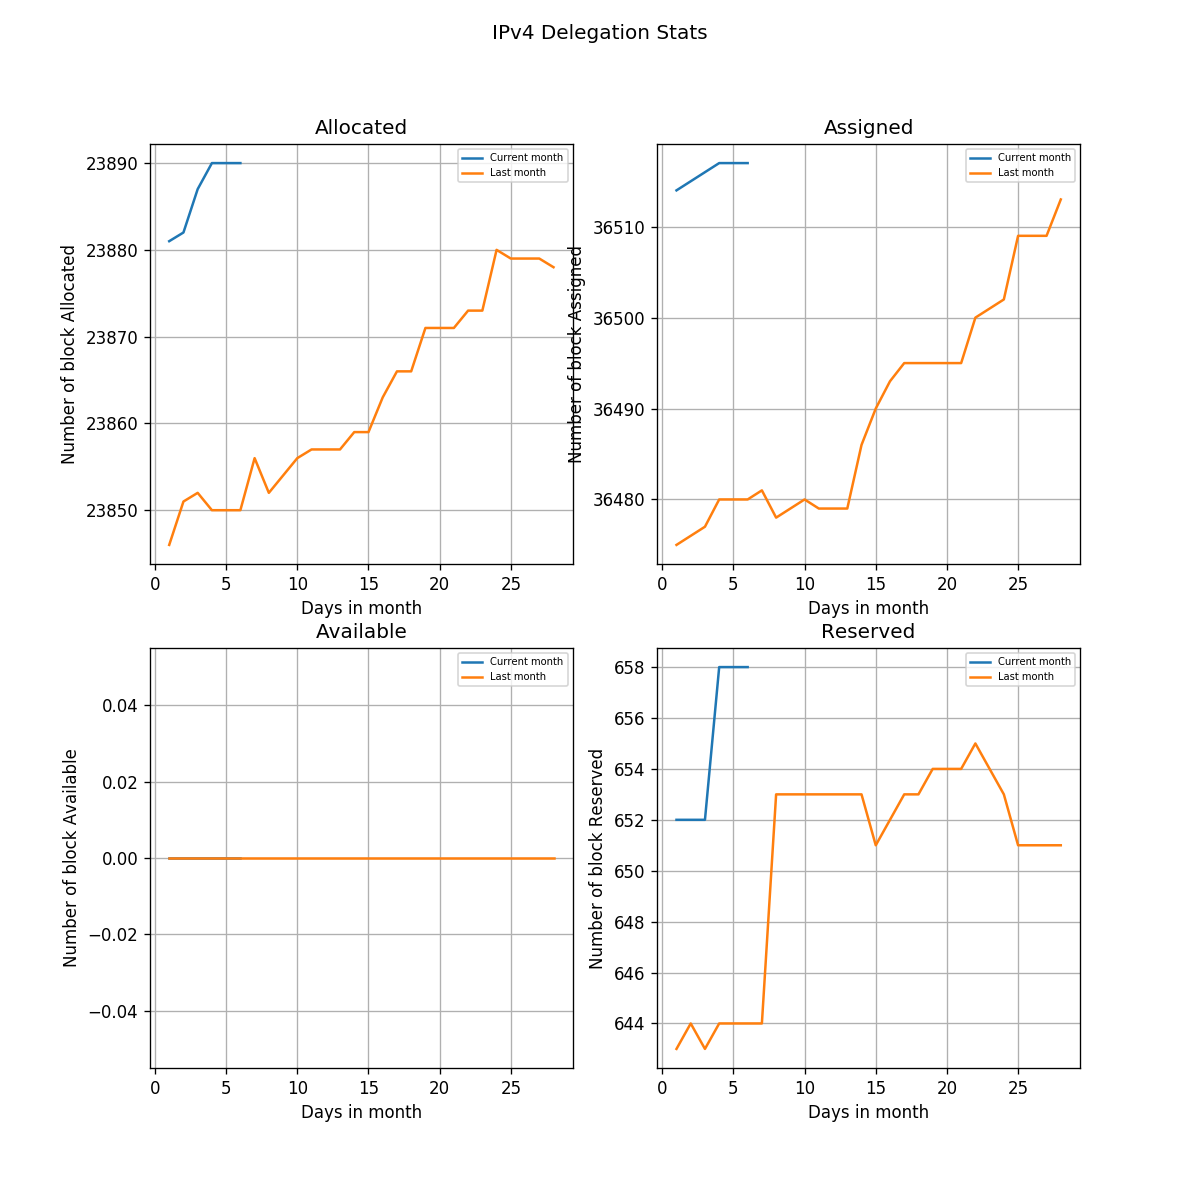 IPv4 Delegation Stats
Allocated
Number of block Allocated
23890
23880
23870
23860
23850
Current month
Last month
0 5 10 15 20 25
Days in month
Assigned
Number of block Assigned
36510
36500
36490
36480
Current month
Last month
0 5 10 15 20 25
Days in month
Available
Number of block Available
0.04
0.02
0.00
−0.02
−0.04
Current month
Last month
0 5 10 15 20 25
Days in month
Reserved
Number of block Reserved
658
656
654
652
650
648
646
644
Current month
Last month
0 5 10 15 20 25
Days in month